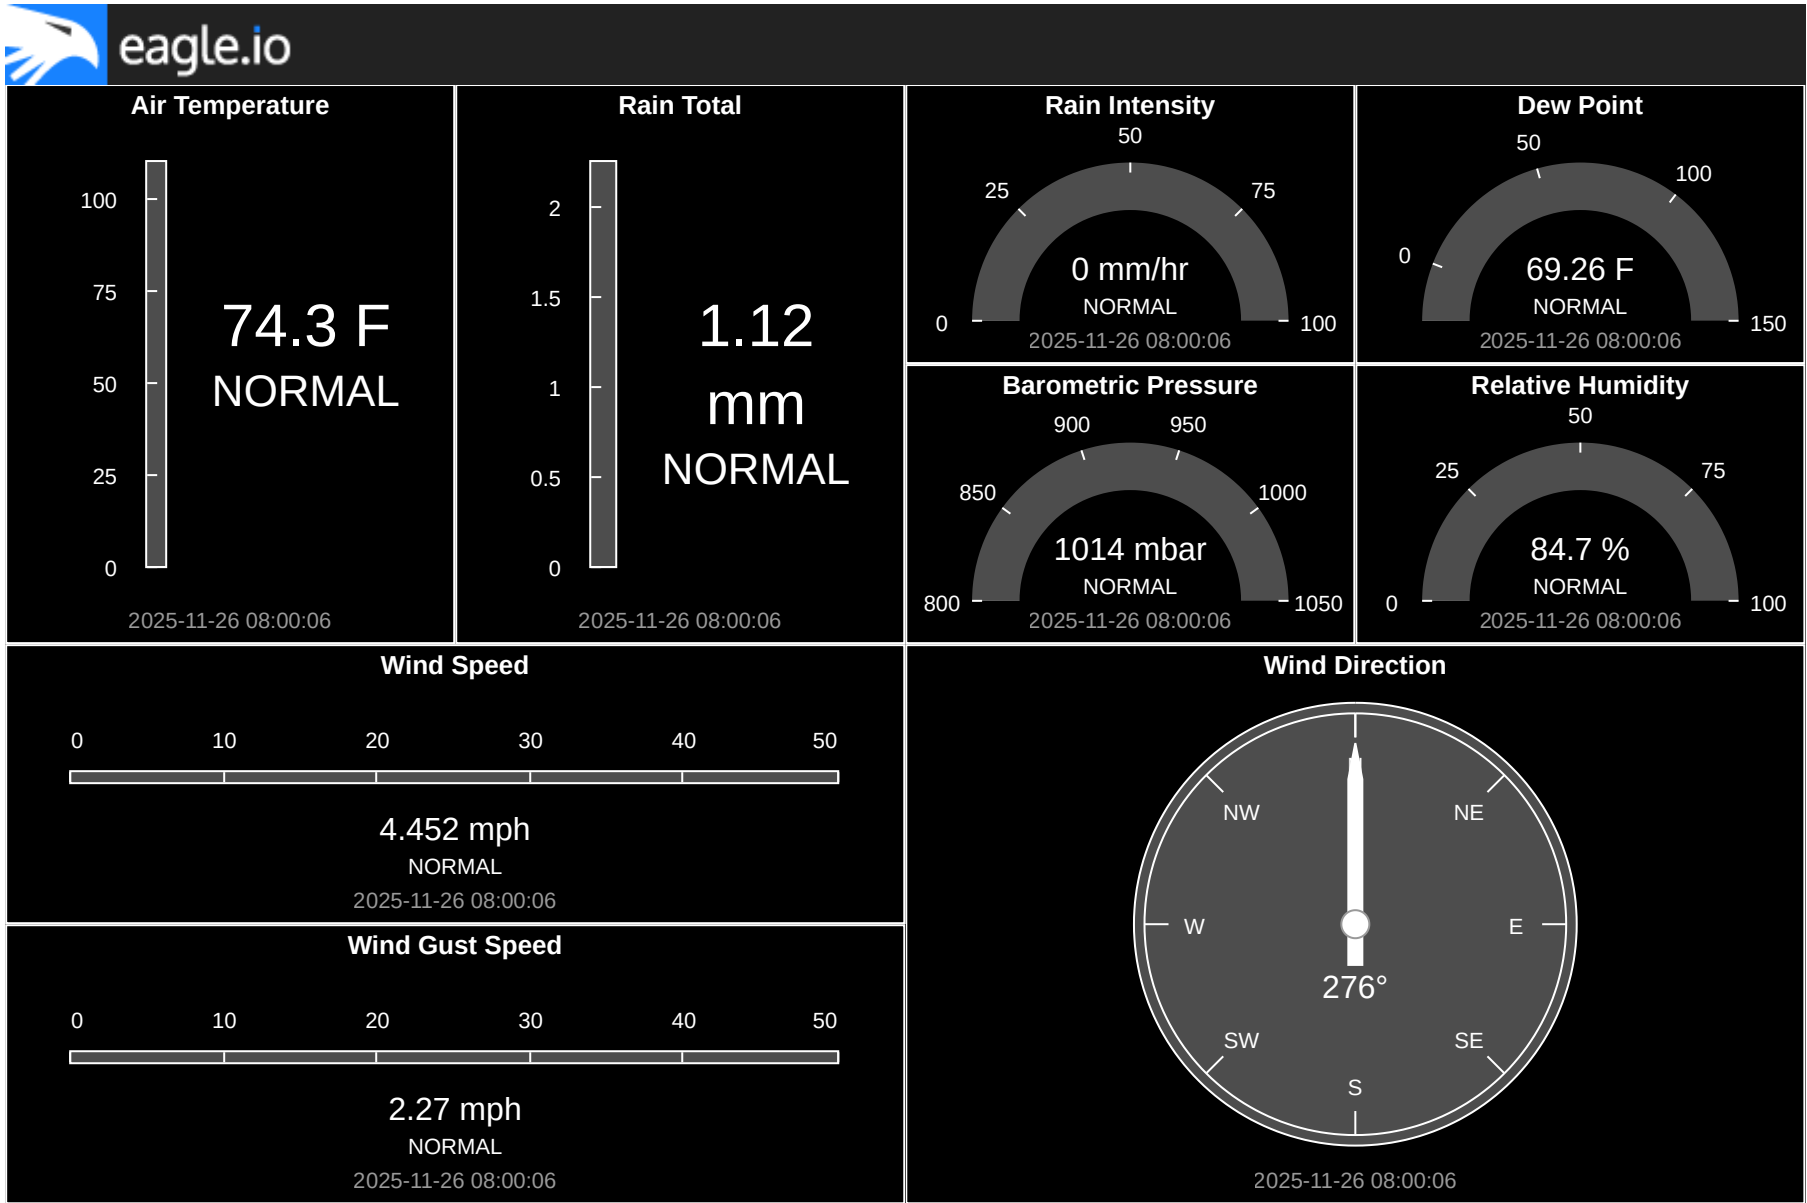 eagle.io
Air Temperature
100
75
50
25
0
74.3 F
NORMAL
2025-11-26 08:00:06
Rain Total
2
1.5
1
0.5
0
1.12
mm
NORMAL
2025-11-26 08:00:06
Rain Intensity
0
25
50
75
100
0 mm/hr
NORMAL
2025-11-26 08:00:06
Dew Point
0
50
100
150
69.26 F
NORMAL
2025-11-26 08:00:06
Barometric Pressure
800
850
900
950
1000
1050
1014 mbar
NORMAL
2025-11-26 08:00:06
Relative Humidity
0
25
50
75
100
84.7 %
NORMAL
2025-11-26 08:00:06
Wind Speed
0 10 20 30 40 50
4.452 mph
NORMAL
2025-11-26 08:00:06
Wind Gust Speed
0 10 20 30 40 50
2.27 mph
NORMAL
2025-11-26 08:00:06
Wind Direction
NW NE
W E
276°
SW SE
S
2025-11-26 08:00:06